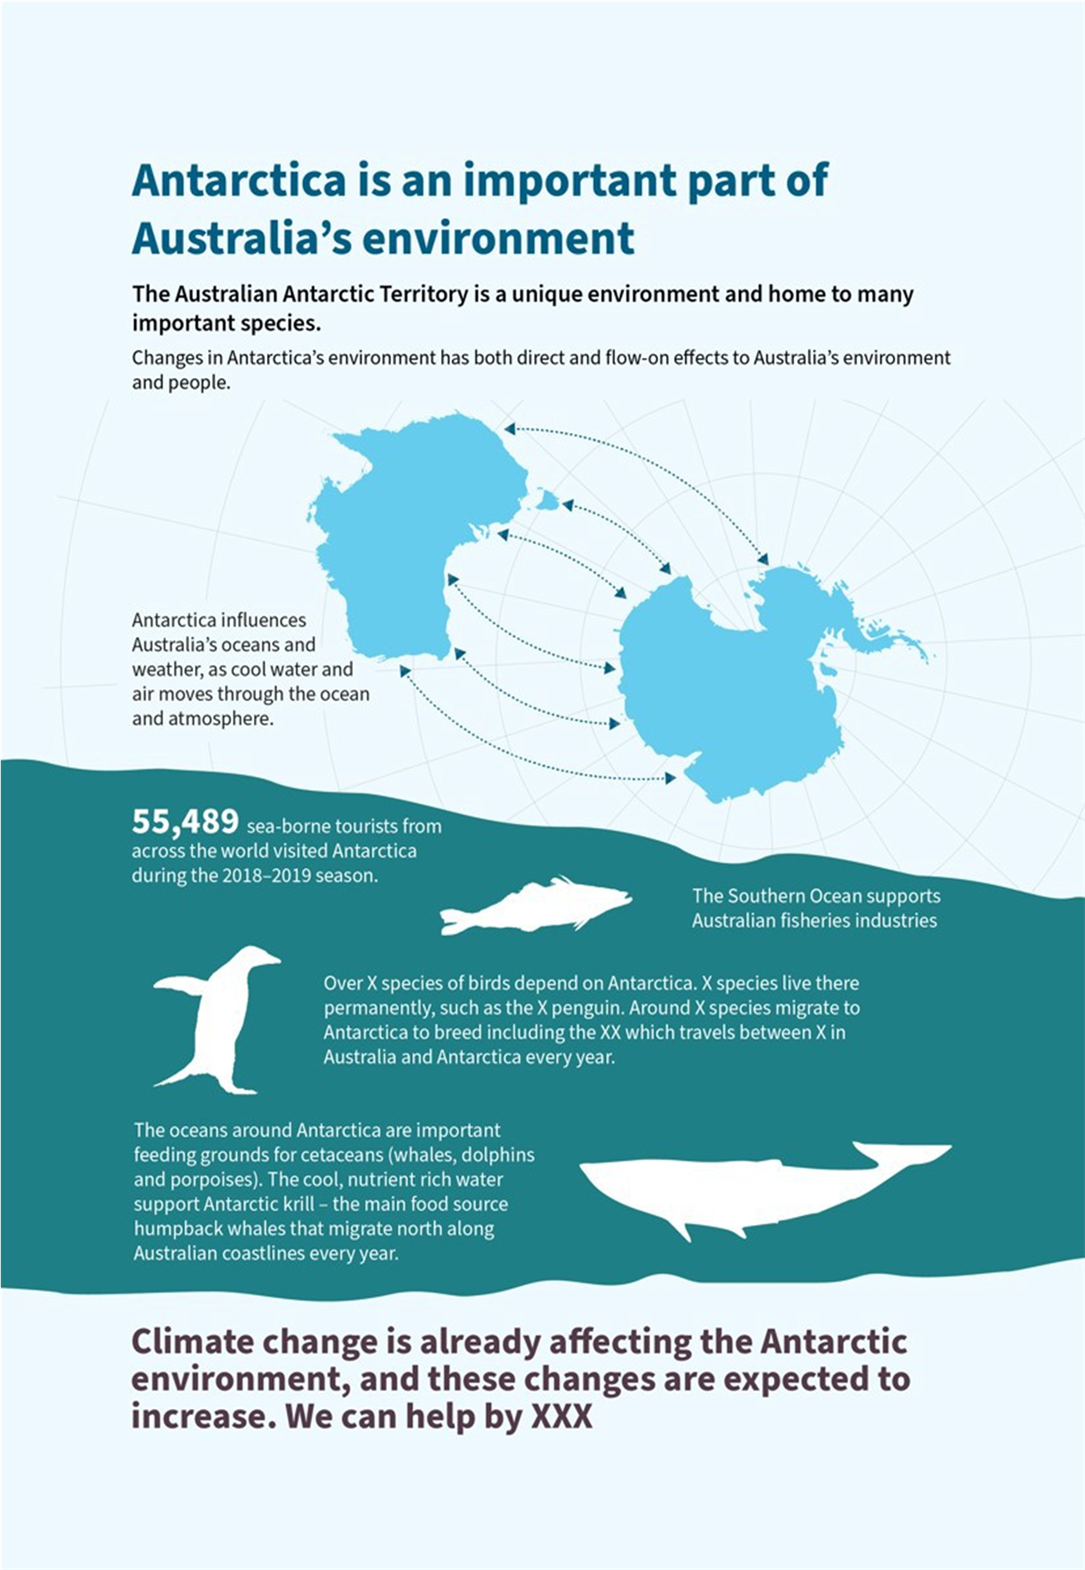 Antarctica is an important part of
Australia’s environment
The Australian Antarctic Territory is a unique environment and home to many
important species.
Changes in Antarctica’s environment has both direct and flow-on effects to Australia’s environment
and people.
Antarctica influences
Australia’s oceans and
weather, as cool water and
air moves through the ocean
and atmosphere.
55,489 sea-borne tourists from
across the world visited Antarctica
during the 2018–2019 season.
The Southern Ocean supports
Australian fisheries industries
Over X species of birds depend on Antarctica. X species live there
permanently, such as the X penguin. Around X species migrate to
Antarctica to breed including the XX which travels between X in
Australia and Antarctica every year.
The oceans around Antarctica are important
feeding grounds for cetaceans (whales, dolphins
and porpoises). The cool, nutrient rich water
support Antarctic krill – the main food source
humpback whales that migrate north along
Australian coastlines every year.
Climate change is already affecting the Antarctic
environment, and these changes are expected to
increase. We can help by XXX